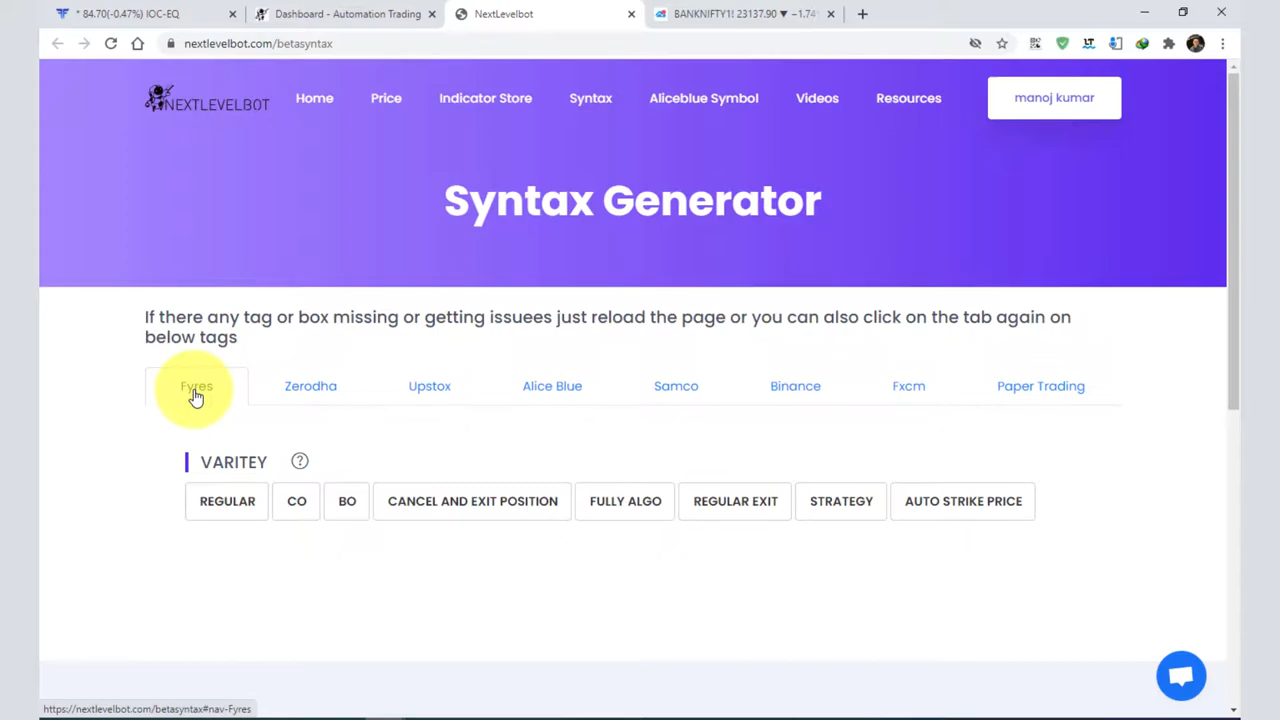 * 84.70(-0.47%) IOC-EQ
Dashboard - Automation Trading
NextLevelbot
BANKNIFTY1! 23137.90 ▼ −1.74
nextlevelbot.com/betasyntax
NEXTLEVELBOT
Home
Price
Indicator Store
Syntax
Aliceblue Symbol
Videos
Resources
manoj kumar
Syntax Generator
If there any tag or box missing or getting issuees just reload the page or you can also click on the tab again on
below tags
Fyres
Zerodha
Upstox
Alice Blue
Samco
Binance
Fxcm
Paper Trading
VARITEY ?
REGULAR
CO
BO
CANCEL AND EXIT POSITION
FULLY ALGO
REGULAR EXIT
STRATEGY
AUTO STRIKE PRICE
https://nextlevelbot.com/betasyntax#nav-Fyres